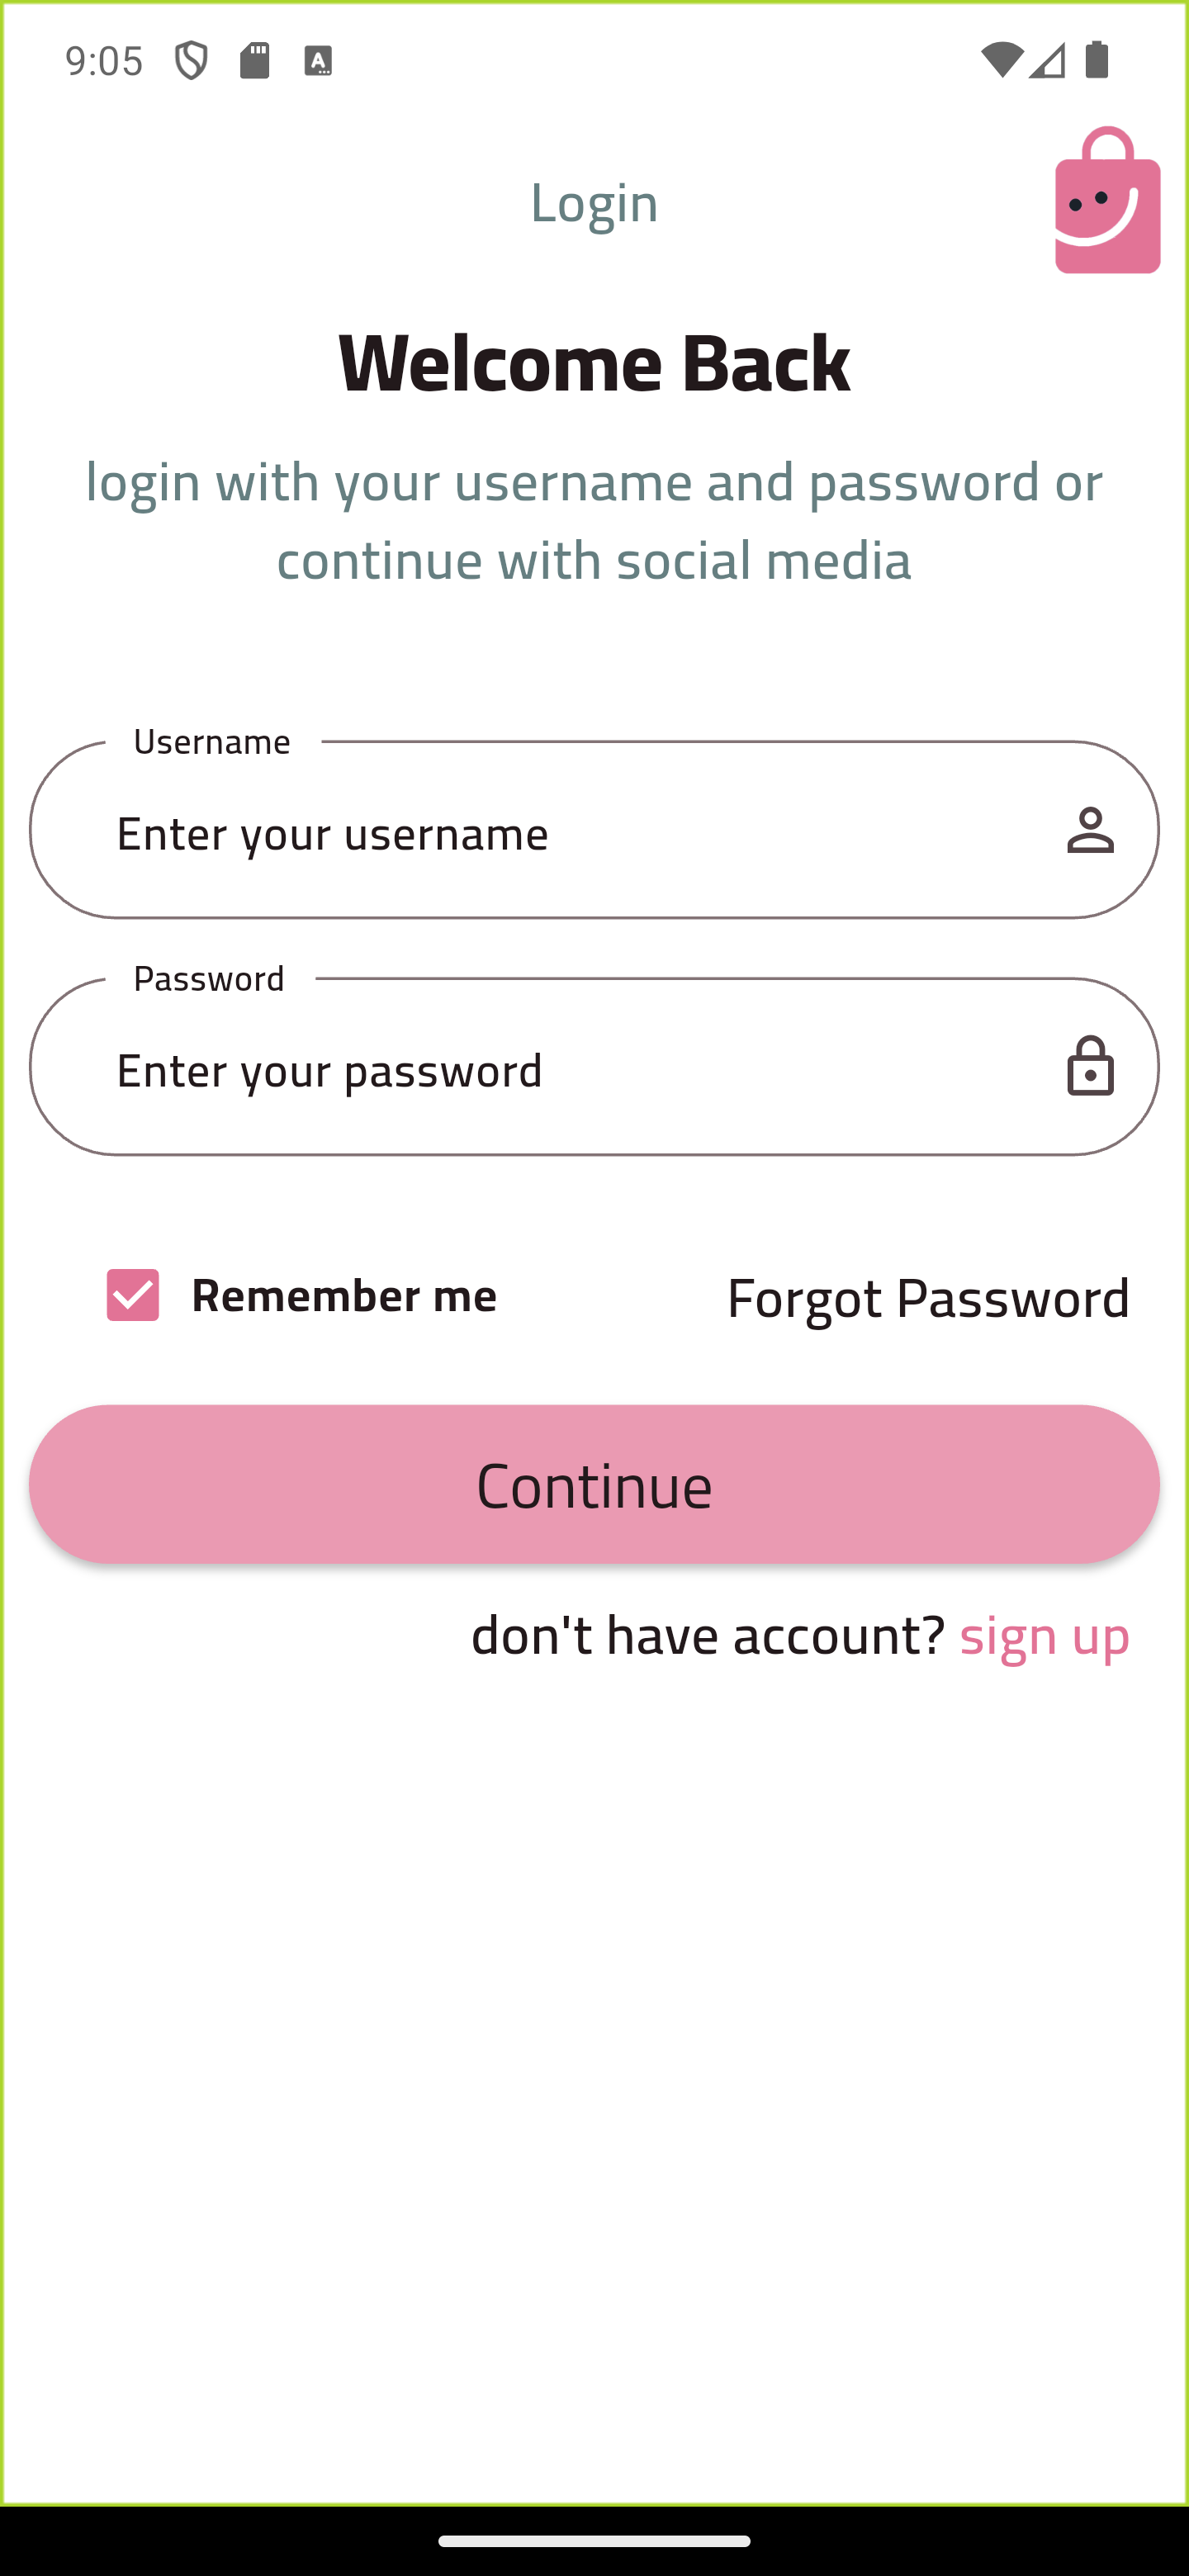 9:05
Login
Welcome Back
login with your username and password or
continue with social media
Username
Enter your username
Password
Enter your password
Remember me
Forgot Password
Continue
don't have account? sign up